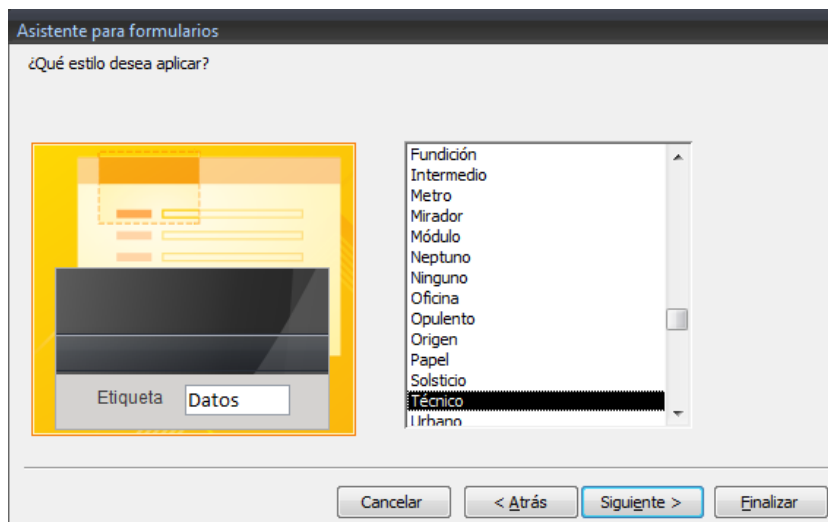 Asistente para formularios
¿Qué estilo desea aplicar?
Fundición
Intermedio
Metro
Mirador
Módulo
Neptuno
Ninguno
Oficina
Opulento
Origen
Papel
Solsticio
Técnico
Urbano
Etiqueta Datos
Cancelar < Atrás Siguiente > Finalizar